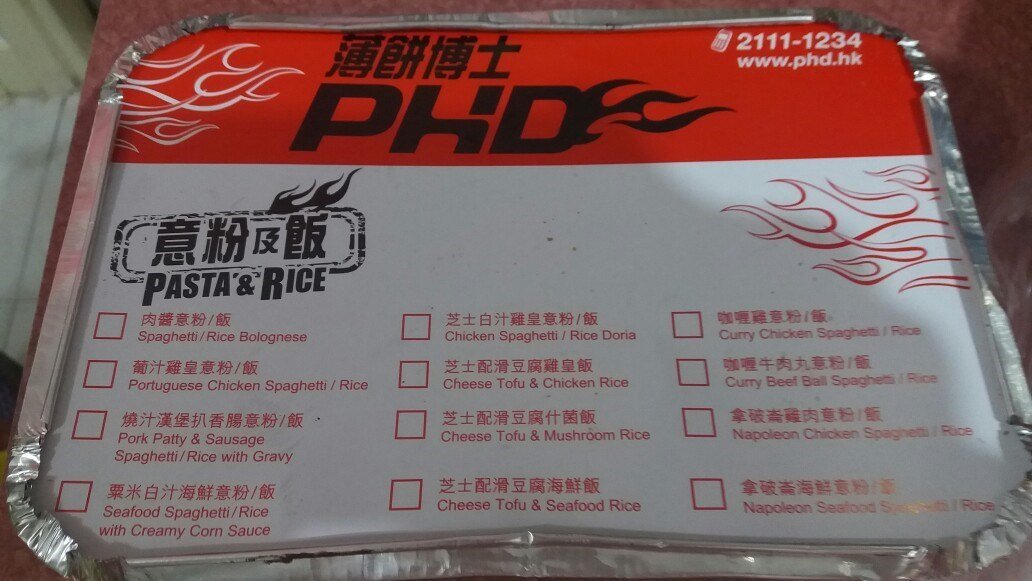 薄餅博士
PHD
2111-1234
www.phd.hk
意粉及飯
PASTA & RICE
肉醬意粉/飯
Spaghetti/Rice Bolognese
葡汁雞皇意粉/飯
Portuguese Chicken Spaghetti / Rice
燒汁漢堡扒香腸意粉/飯
Pork Patty & Sausage
Spaghetti/Rice with Gravy
粟米白汁海鮮意粉/飯
Seafood Spaghetti/Rice
with Creamy Corn Sauce
芝士白汁雞皇意粉/飯
Chicken Spaghetti / Rice Doria
芝士配滑豆腐雞皇飯
Cheese Tofu & Chicken Rice
芝士配滑豆腐什菌飯
Cheese Tofu & Mushroom Rice
芝士配滑豆腐海鮮飯
Cheese Tofu & Seafood Rice
咖喱雞意粉/飯
Curry Chicken Spaghetti / Rice
咖喱牛肉丸意粉/飯
Curry Beef Ball Spaghetti / Rice
拿破崙雞肉意粉/飯
Napoleon Chicken Spaghetti / Rice
拿破崙海鮮意粉/飯
Napoleon Seafood Spaghetti / Rice